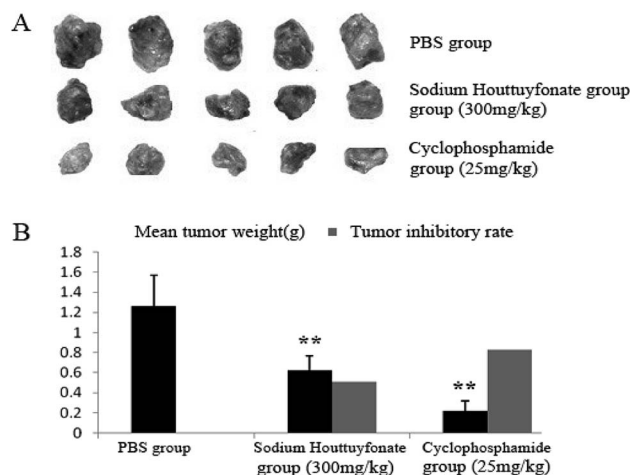 A
PBS group
Sodium Houttuyfonate group
group (300mg/kg)
Cyclophosphamide
group (25mg/kg)
B
Mean tumor weight(g) Tumor inhibitory rate
1.8
1.6
1.4
1.2
1
0.8
0.6
0.4
0.2
0
**
**
PBS group
Sodium Houttuyfonate
group (300mg/kg)
Cyclophosphamide
group (25mg/kg)